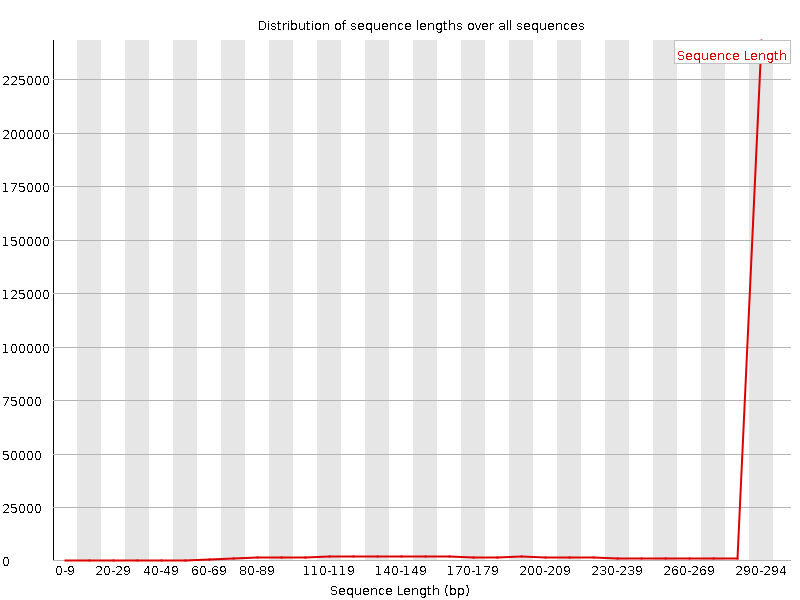 Distribution of sequence lengths over all sequences
Sequence Length
225000
200000
175000
150000
125000
100000
75000
50000
25000
0
0-9 20-29 40-49 60-69 80-89 110-119 140-149 170-179 200-209 230-239 260-269 290-294
Sequence Length (bp)